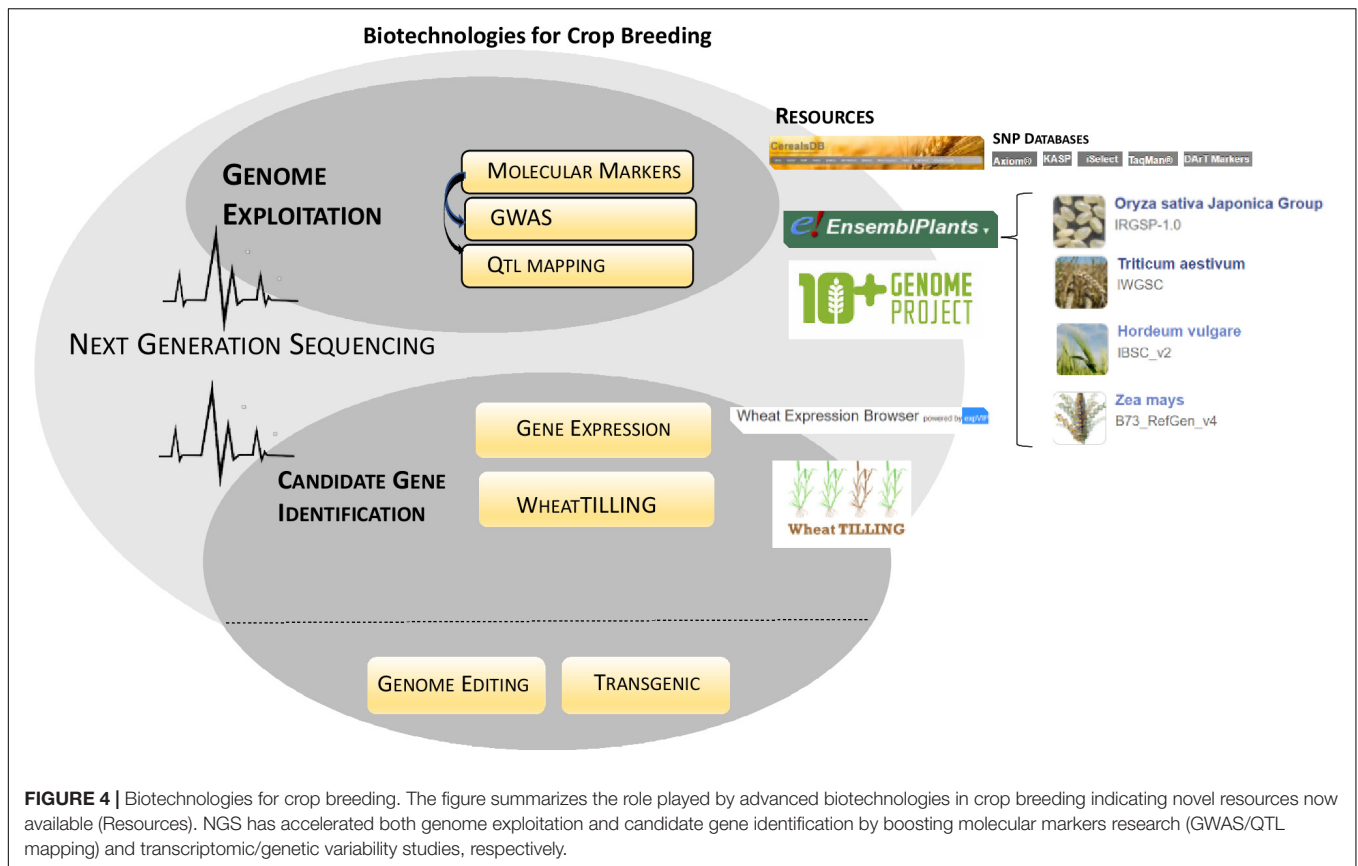 Biotechnologies for Crop Breeding
GENOME
EXPLOITATION
MOLECULAR MARKERS
GWAS
QTL MAPPING
NEXT GENERATION SEQUENCING
CANDIDATE GENE
IDENTIFICATION
GENE EXPRESSION
WHEATTILLING
GENOME EDITING
TRANSGENIC
RESOURCES
CerealsDB
SNP DATABASES
Axiom® KASP iSelect TaqMan® DArT Markers
e! EnsemblPlants
10+ GENOME
PROJECT
Wheat Expression Browser powered by expVIP
Wheat TILLING
Oryza sativa Japonica Group
IRGSP-1.0
Triticum aestivum
IWGSC
Hordeum vulgare
IBSC_v2
Zea mays
B73_RefGen_v4
FIGURE 4 | Biotechnologies for crop breeding. The figure summarizes the role played by advanced biotechnologies in crop breeding indicating novel resources now
available (Resources). NGS has accelerated both genome exploitation and candidate gene identification by boosting molecular markers research (GWAS/QTL
mapping) and transcriptomic/genetic variability studies, respectively.